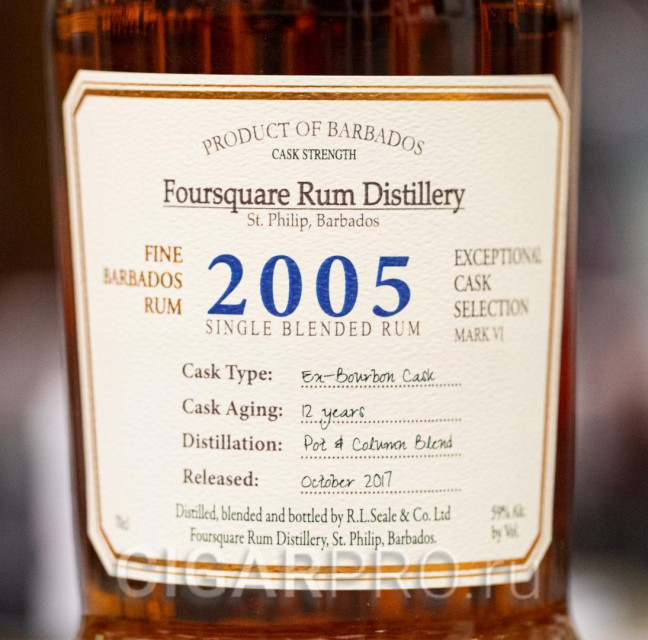 PRODUCT OF BARBADOS
CASK STRENGTH
Foursquare Rum Distillery
St. Philip, Barbados
FINE
BARBADOS
RUM
2005
SINGLE BLENDED RUM
EXCEPTIONAL
CASK
SELECTION
MARK VI
Cask Type: Ex-Bourbon Cask
Cask Aging: 12 years
Distillation: Pot & Column Blend
Released: October 2017
Distilled, blended and bottled by R.L.Seale & Co. Ltd
Foursquare Rum Distillery, St. Philip, Barbados.
70cl
59% Alc.
by Vol.
CIGARPRO.ru